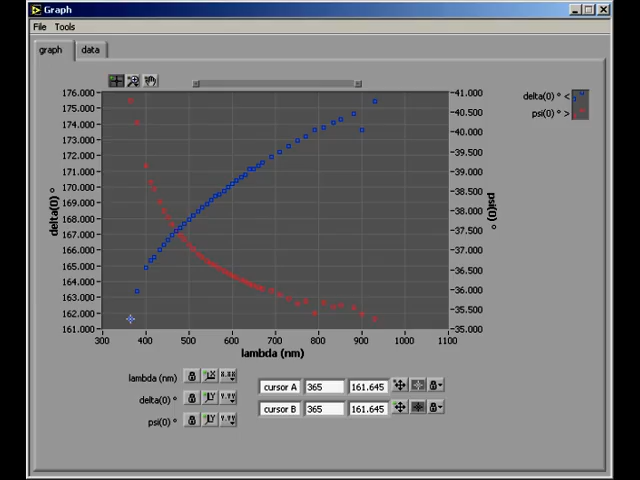 Graph
File Tools
graph data
delta(0) ° <
psi(0) ° >
176.000
175.000
174.000
173.000
172.000
171.000
170.000
169.000
168.000
167.000
166.000
165.000
164.000
163.000
162.000
161.000
delta(0) °
41.000
40.500
40.000
39.500
39.000
38.500
38.000
37.500
37.000
36.500
36.000
35.500
35.000
psi(0) °
300 400 500 600 700 800 900 1000 1100
lambda (nm)
lambda (nm) X.XX
delta(0) ° Y.YY
psi(0) ° Y.YY
cursor A 365 161.645
cursor B 365 161.645